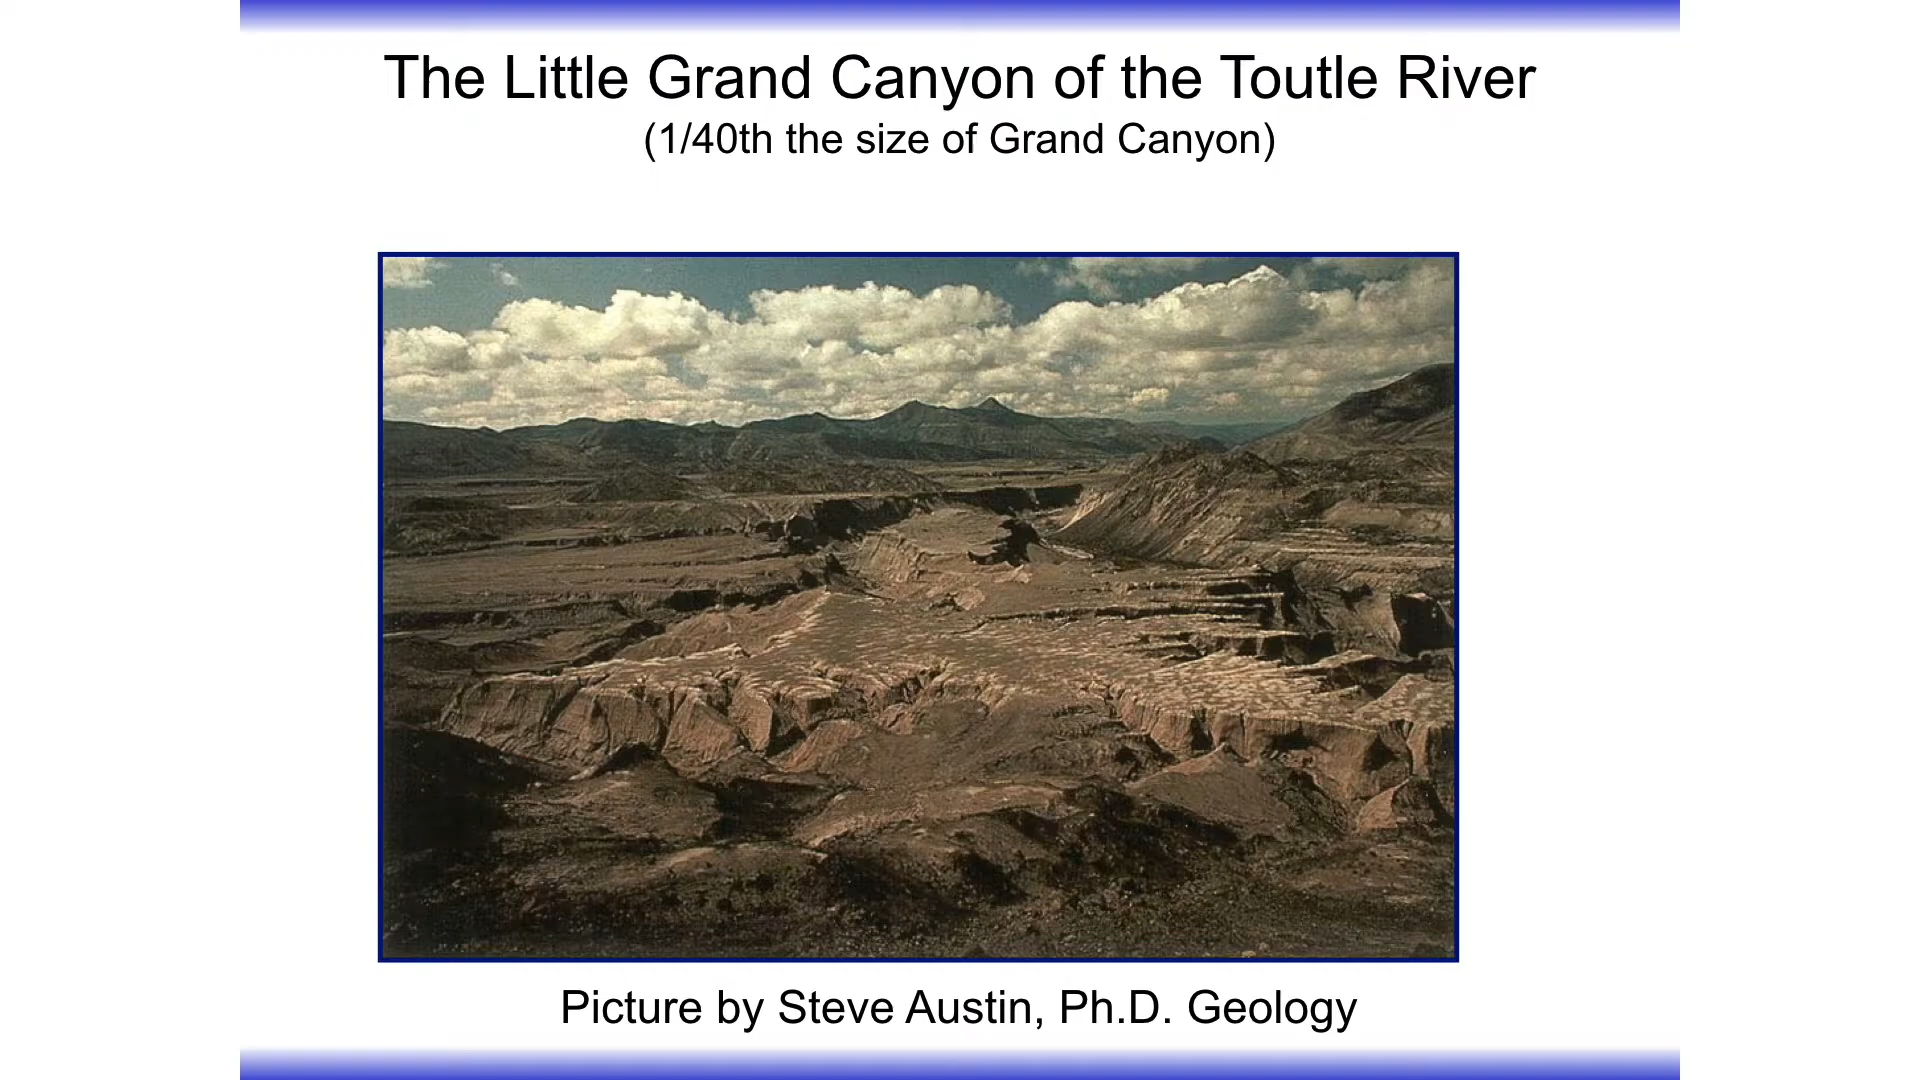 The Little Grand Canyon of the Toutle River
(1/40th the size of Grand Canyon)
Picture by Steve Austin, Ph.D. Geology